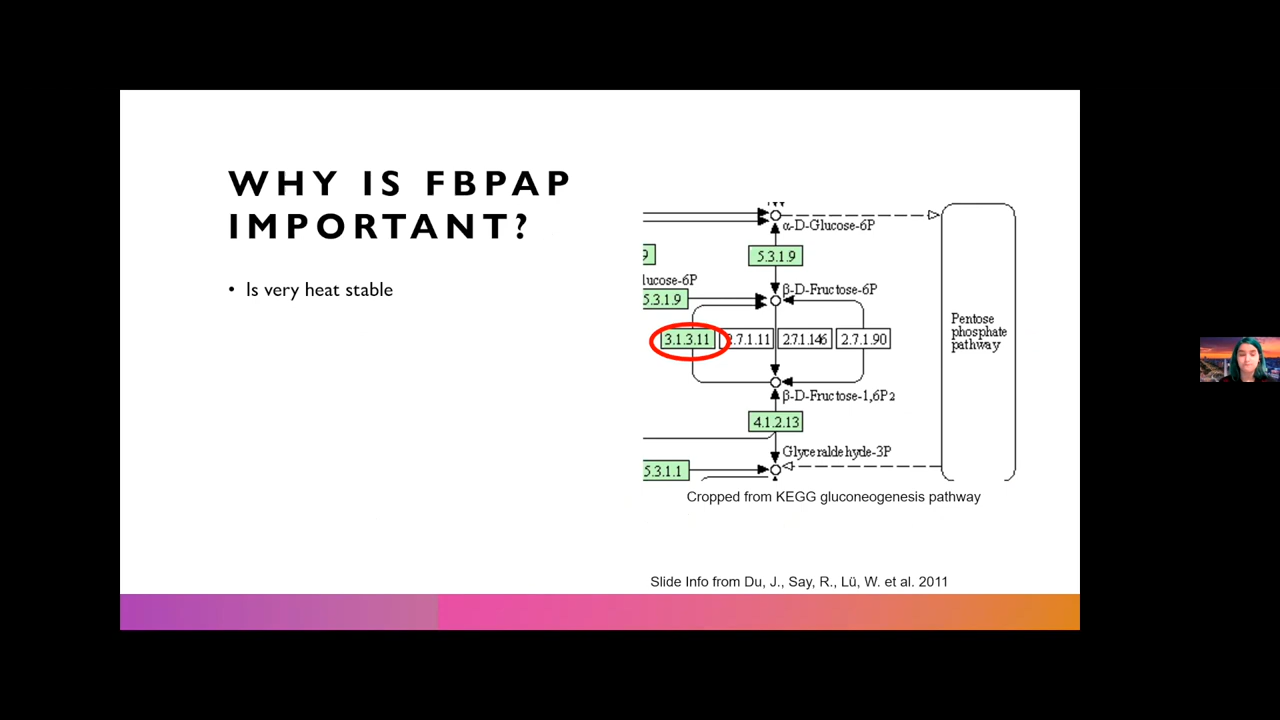 WHY IS FBPAP
IMPORTANT?
• Is very heat stable
α-D-Glucose-6P
9
5.3.1.9
lucose-6P
β-D-Fructose-6P
5.3.1.9
3.1.3.11
2.7.1.11
2.7.1.146
2.7.1.90
Pentose
phosphate
pathway
β-D-Fructose-1,6P2
4.1.2.13
Glyceraldehyde-3P
5.3.1.1
Cropped from KEGG gluconeogenesis pathway
Slide Info from Du, J., Say, R., Lü, W. et al. 2011